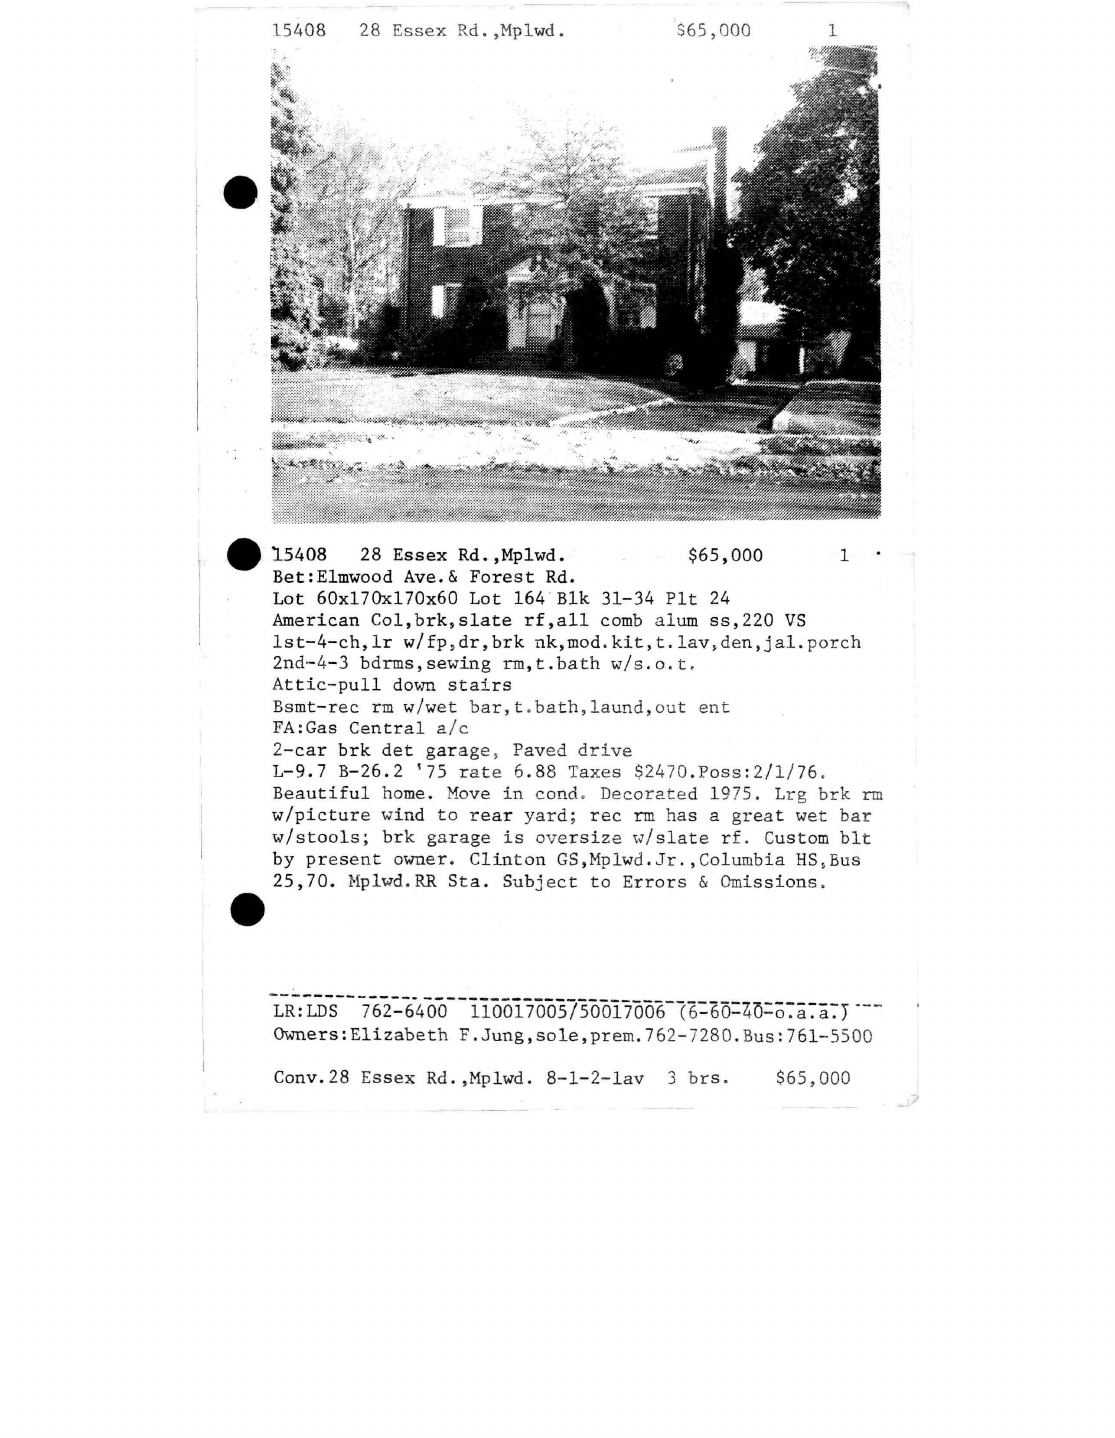 15408 28 Essex Rd.,Mplwd. $65,000 1
15408 28 Essex Rd.,Mplwd. $65,000 1
Bet:Elmwood Ave.& Forest Rd.
Lot 60x170x170x60 Lot 164 Blk 31-34 Plt 24
American Col,brk,slate rf,all comb alum ss,220 VS
1st-4-ch,lr w/fp,dr,brk nk,mod.kit,t.lav,den,jal.porch
2nd-4-3 bdrms,sewing rm,t.bath w/s.o.t.
Attic-pull down stairs
Bsmt-rec rm w/wet bar,t.bath,laund,out ent
FA:Gas Central a/c
2-car brk det garage, Paved drive
L-9.7 B-26.2 '75 rate 6.88 Taxes $2470.Poss:2/1/76.
Beautiful home. Move in cond. Decorated 1975. Lrg brk rm
w/picture wind to rear yard; rec rm has a great wet bar
w/stools; brk garage is oversize w/slate rf. Custom blt
by present owner. Clinton GS,Mplwd.Jr.,Columbia HS,Bus
25,70. Mplwd.RR Sta. Subject to Errors & Omissions.
LR:LDS 762-6400 110017005/50017006 (6-60-40-o.a.a.)
Owners:Elizabeth F.Jung,sole,prem.762-7280.Bus:761-5500
Conv.28 Essex Rd.,Mplwd. 8-1-2-lav 3 brs. $65,000